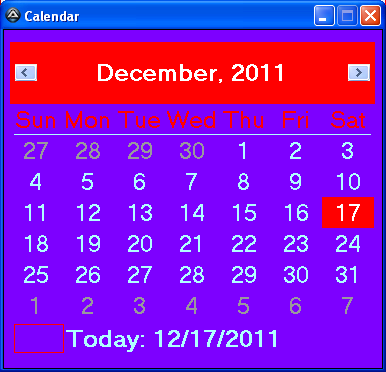 Calendar
December, 2011
Sun Mon Tue Wed Thu Fri Sat
27 28 29 30 1 2 3
4 5 6 7 8 9 10
11 12 13 14 15 16 17
18 19 20 21 22 23 24
25 26 27 28 29 30 31
1 2 3 4 5 6 7
Today: 12/17/2011